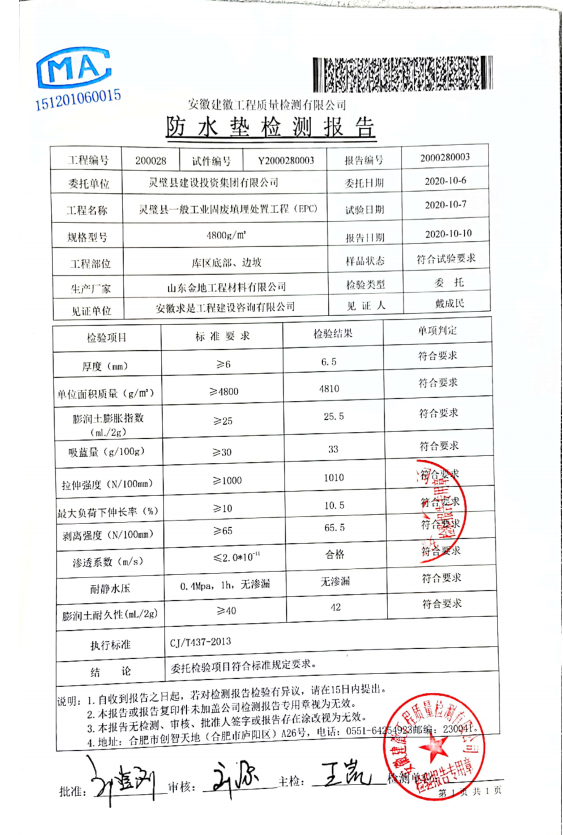 CMA
151201060015
安徽建徽工程质量检测有限公司
防水垫检测报告
工程编号 200028 试件编号 Y2000280003 报告编号 2000280003
委托单位 灵璧县建设投资集团有限公司 委托日期 2020-10-6
工程名称 灵璧县一般工业固废填埋处置工程（EPC） 试验日期 2020-10-7
规格型号 4800g/㎡ 报告日期 2020-10-10
工程部位 库区底部、边坡 样品状态 符合试验要求
生产厂家 山东金地工程材料有限公司 检验类型 委 托
见证单位 安徽求是工程建设咨询有限公司 见 证 人 戴成民
检验项目 标 准 要 求 检验结果 单项判定
厚度（mm） ≥6 6.5 符合要求
单位面积质量（g/㎡） ≥4800 4810 符合要求
膨润土膨胀指数
（mL/2g） ≥25 25.5 符合要求
吸蓝量（g/100g） ≥30 33 符合要求
拉伸强度（N/100mm） ≥1000 1010 符合要求
最大负荷下伸长率（%） ≥10 10.5 符合要求
剥离强度（N/100mm） ≥65 65.5 符合要求
渗透系数（m/s） ≤2.0*10⁻¹¹ 合格 符合要求
耐静水压 0.4Mpa，1h，无渗漏 无渗漏 符合要求
膨润土耐久性(mL/2g) ≥40 42 符合要求
执行标准 CJ/T437-2013
结 论 委托检验项目符合标准规定要求。
说明：1.自收到报告之日起，若对检测报告检验有异议，请在15日内提出。
2.本报告或报告复印件未加盖公司检测报告专用章视为无效。
3.本报告无检测、审核、批准人签字或报告存在涂改视为无效。
4.地址：合肥市创智天地（合肥市庐阳区）A26号，电话：0551-64254923邮编：230041。
批准： 审核： 主检：王凯 检测单位：
第 1 页 共 1 页
安徽建徽工程质量检测有限公司
检验报告专用章